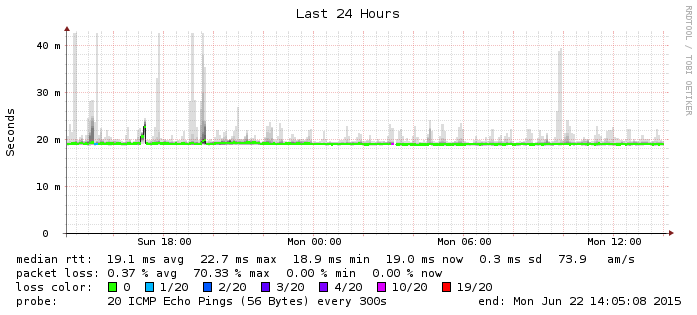 Last 24 Hours
RRDTOOL / TOBI OETIKER
Seconds
40 m
30 m
20 m
10 m
0
Sun 18:00 Mon 00:00 Mon 06:00 Mon 12:00
median rtt: 19.1 ms avg 22.7 ms max 18.9 ms min 19.0 ms now 0.3 ms sd 73.9 am/s
packet loss: 0.37 % avg 70.33 % max 0.00 % min 0.00 % now
loss color: 0 1/20 2/20 3/20 4/20 10/20 19/20
probe: 20 ICMP Echo Pings (56 Bytes) every 300s end: Mon Jun 22 14:05:08 2015